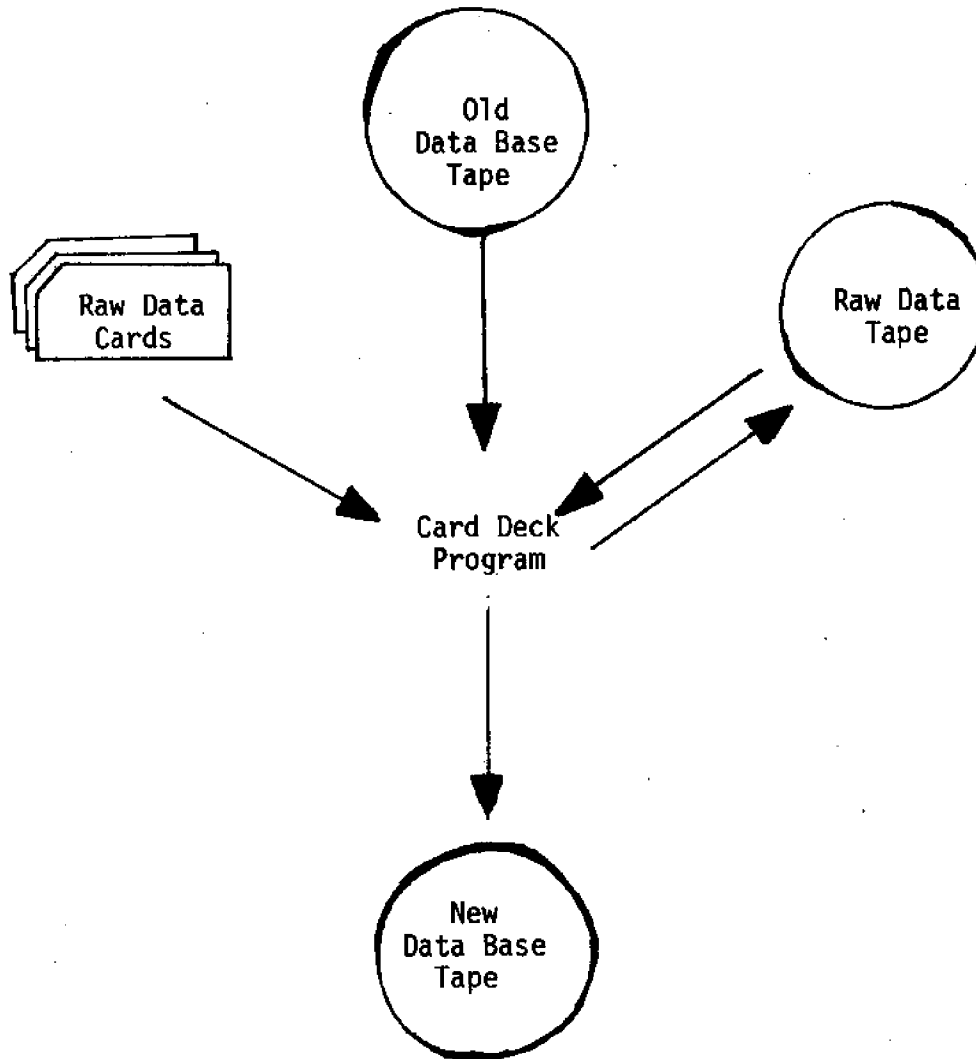 Old
Data Base
Tape
Raw Data
Cards
Raw Data
Tape
Card Deck
Program
New
Data Base
Tape